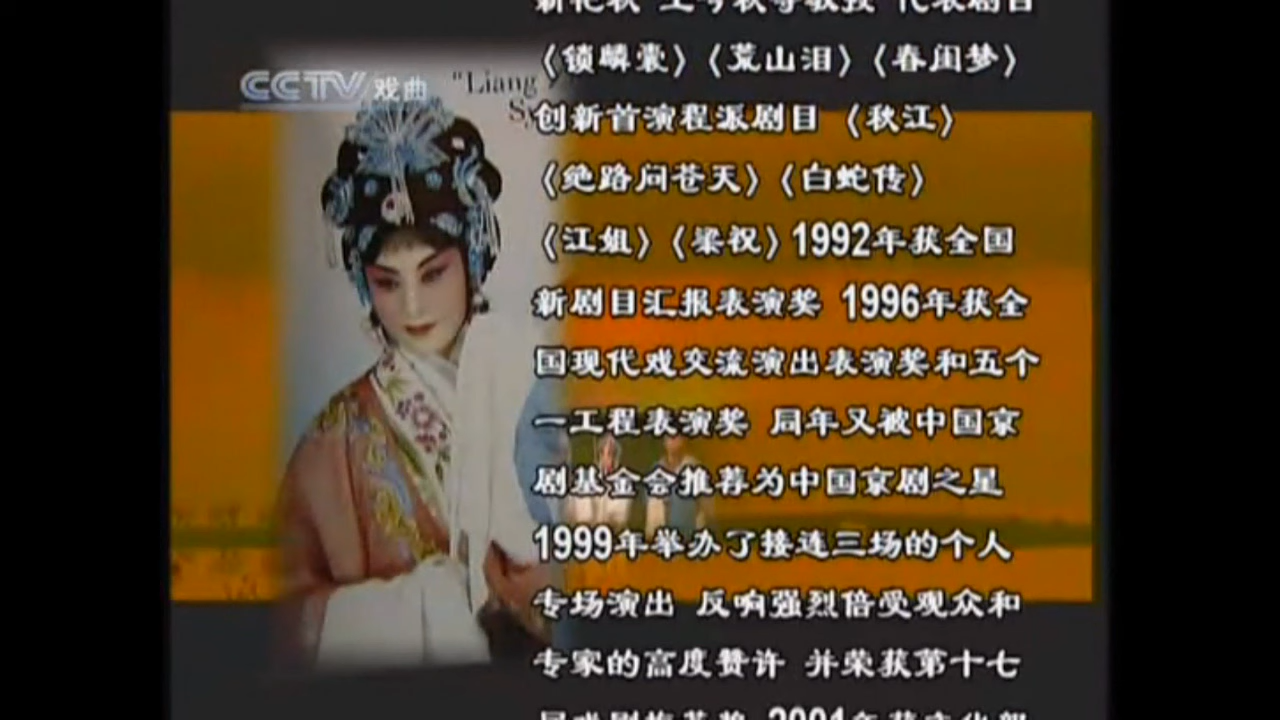 CCTV 戏曲
"Liang
〈锁麟囊〉〈荒山泪〉〈春闺梦〉
创新首演程派剧目 〈秋江〉
〈绝路问苍天〉〈白蛇传〉
〈江姐〉〈梁祝〉1992年获全国
新剧目汇报表演奖 1996年获全
国现代戏交流演出表演奖和五个
一工程表演奖 同年又被中国京
剧基金会推荐为中国京剧之星
1999年举办了接连三场的个人
专场演出 反响强烈倍受观众和
专家的高度赞许 并荣获第十七